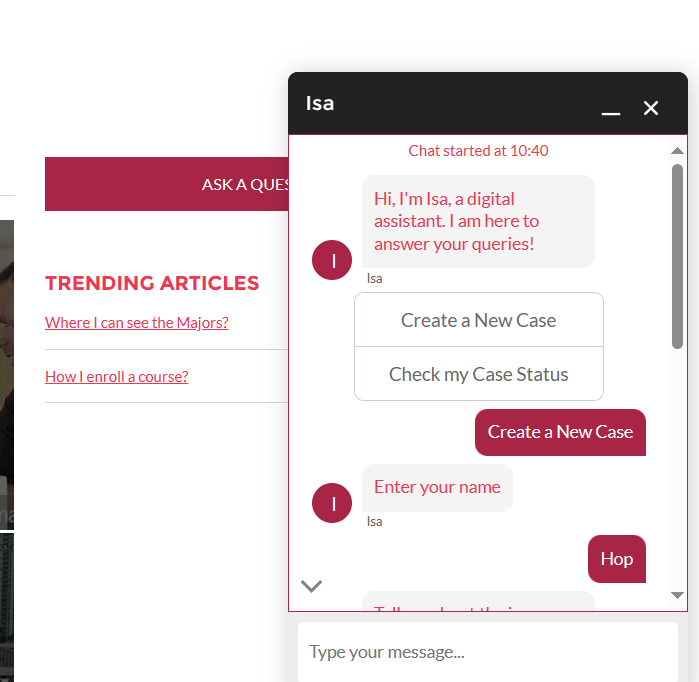 Isa
Chat started at 10:40
ASK A
Hi, I'm Isa, a digital
assistant. I am here to
answer your queries!
I
Isa
TRENDING ARTICLES
Where I can see the Majors?
How I enroll a course?
Create a New Case
Check my Case Status
Create a New Case
Enter your name
I
Isa
Hop
Type your message...